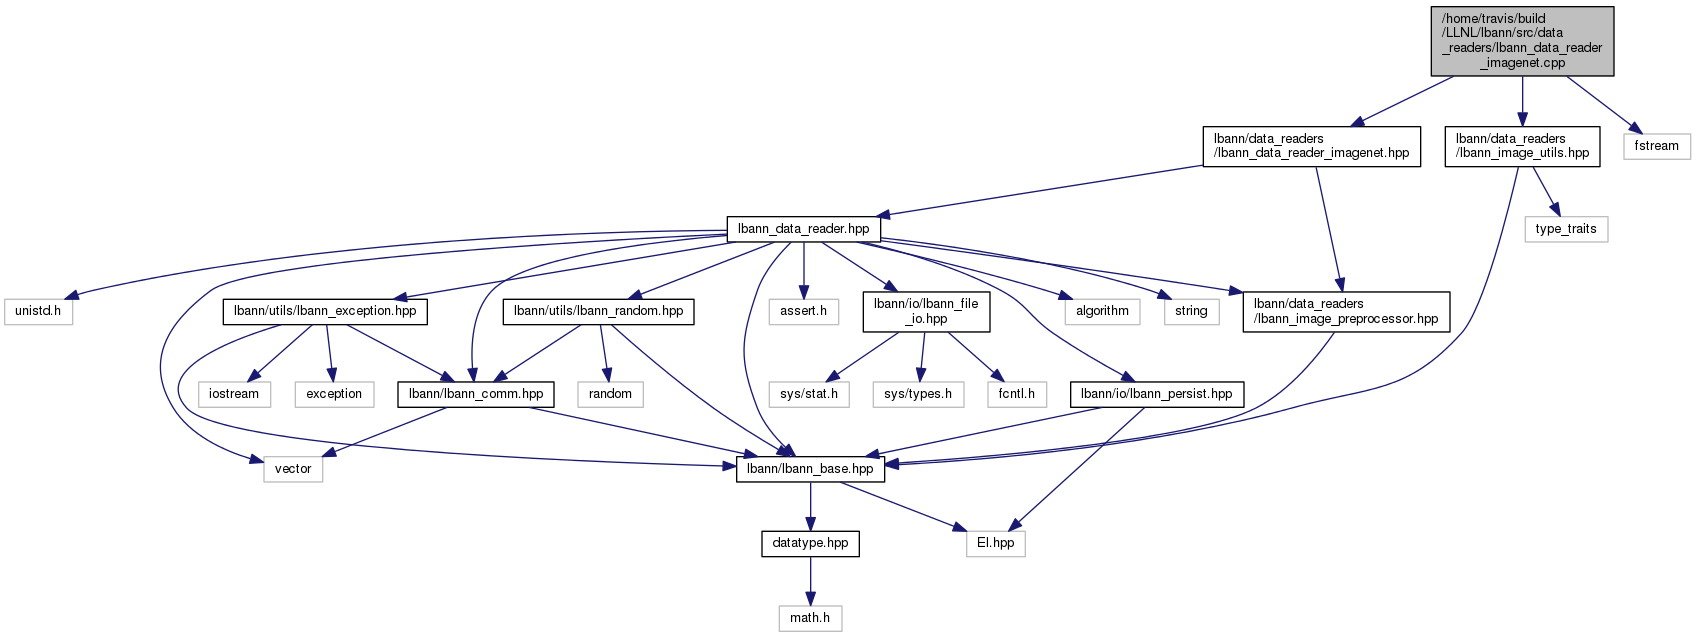 /home/travis/build
/LLNL/lbann/src/data
_readers/lbann_data_reader
_imagenet.cpp
lbann/data_readers
/lbann_data_reader_imagenet.hpp
lbann/data_readers
/lbann_image_utils.hpp
fstream
lbann_data_reader.hpp
type_traits
unistd.h
lbann/utils/lbann_exception.hpp
lbann/utils/lbann_random.hpp
assert.h
lbann/io/lbann_file
_io.hpp
algorithm
string
lbann/data_readers
/lbann_image_preprocessor.hpp
iostream
exception
lbann/lbann_comm.hpp
random
sys/stat.h
sys/types.h
fcntl.h
lbann/io/lbann_persist.hpp
vector
lbann/lbann_base.hpp
datatype.hpp
El.hpp
math.h